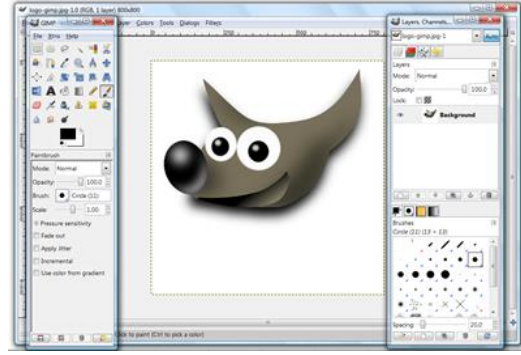 logo-gimp.jpg-1.0 (RGB, 1 layer) 800x800
Layer Colors Tools Dialogs Filters
GIMP
File Xtns Help
Paintbrush
Mode: Normal
Opacity: 100.0
Brush: Circle (11)
Scale: 1.00
Pressure sensitivity
Fade out
Apply Jitter
Incremental
Use color from gradient
Click to paint (Ctrl to pick a color)
Layers, Channels,...
logo-gimp.jpg-1
Auto
Layers
Mode: Normal
Opacity: 100.0
Lock:
Background
Brushes
Circle (11) (13 × 13)
Spacing: 20.0